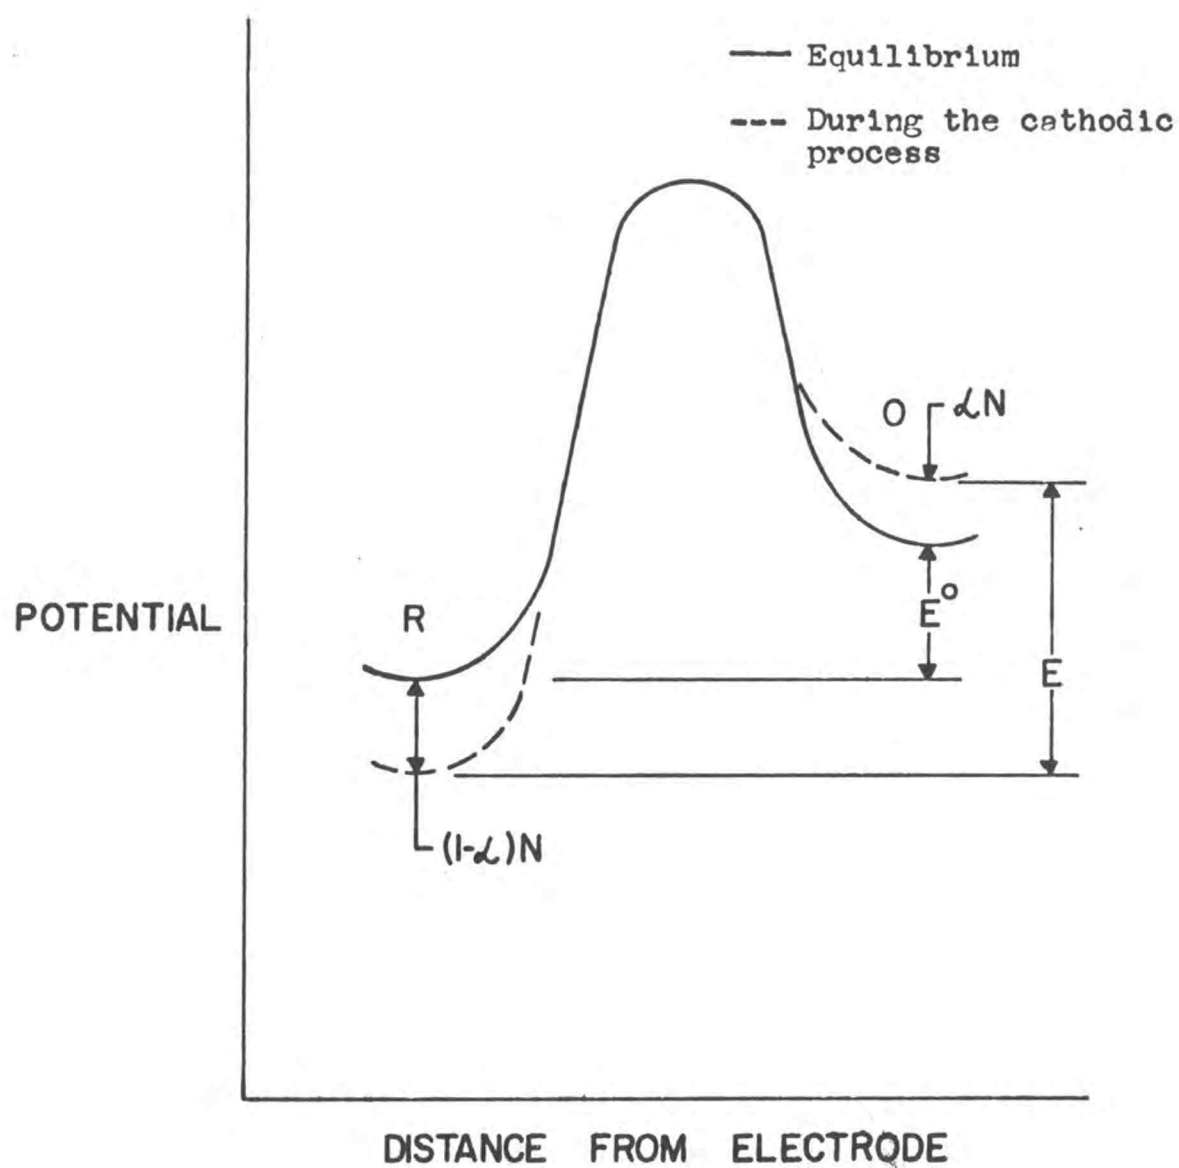 Equilibrium
During the cathodic
process
O
αN
E°
POTENTIAL
R
E
(1-α)N
DISTANCE FROM ELECTRODE